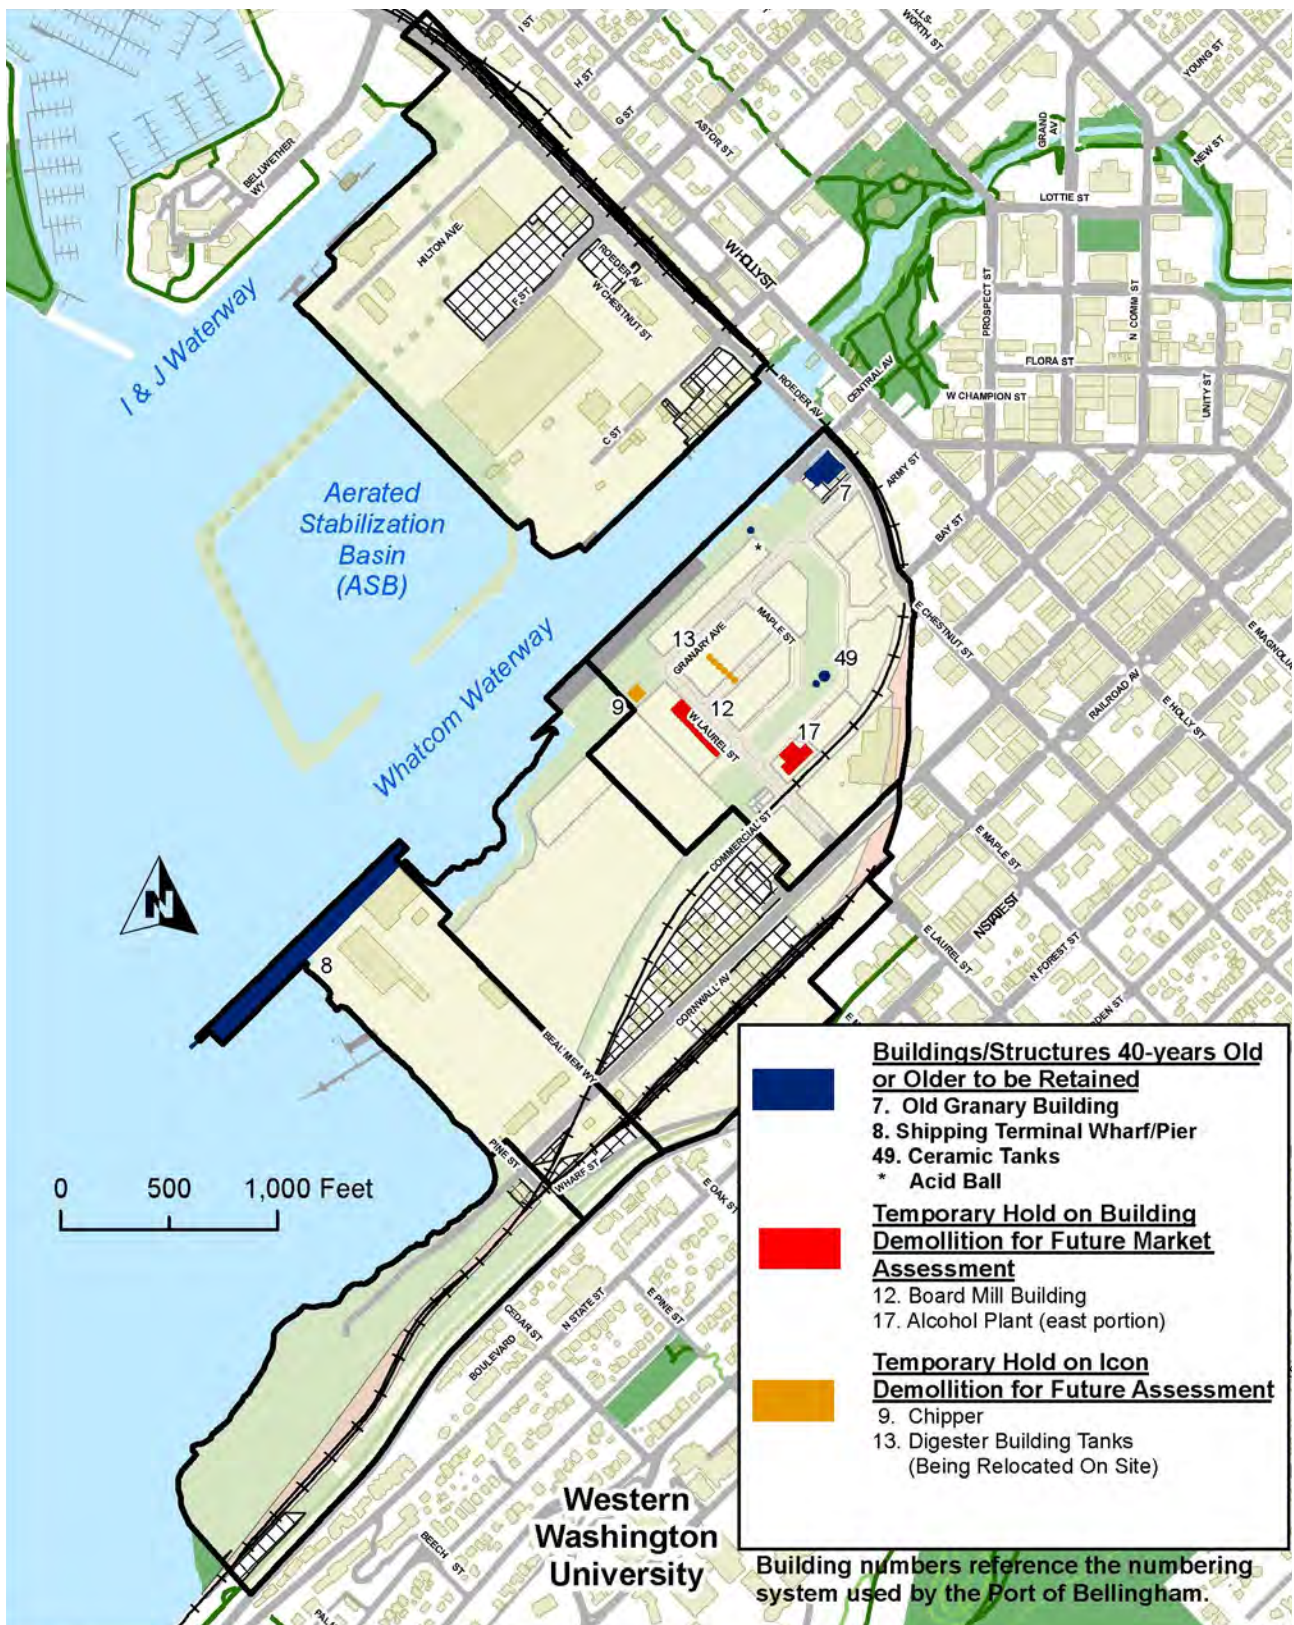 I ST
H ST
G ST
ASTOR ST
WORTH ST
YOUNG ST
GRAND
AV
NEW ST
LOTTIE ST
BELLWETHER
WY
HILTON AVE.
ROEDER AV
F ST
W CHESTNUT ST
W HOLLY ST
PROSPECT ST
N COMM ST
FLORA ST
UNITY ST
W CHAMPION ST
CENTRAL AV
ROEDER AV
C ST
I & J Waterway
Aerated
Stabilization
Basin
(ASB)
Whatcom Waterway
7
ARMY ST
BAY ST
*
MAPLE ST
13
GRANARY AVE
49
E CHESTNUT ST
E MAGNOLIA
RAILROAD AV
E HOLLY ST
9
12
W LAUREL ST
17
COMMERCIAL ST
E MAPLE ST
N STATE ST
E LAUREL ST
N FOREST ST
N
8
CORNWALL AV
BEAL MEM WY
PINE ST
WHARF ST
E OAK ST
0 500 1,000 Feet
CEDAR ST
N STATE ST
E PINE ST
BOULEVARD
BEECH ST
Western
Washington
University
Buildings/Structures 40-years Old
or Older to be Retained
7. Old Granary Building
8. Shipping Terminal Wharf/Pier
49. Ceramic Tanks
* Acid Ball
Temporary Hold on Building
Demollition for Future Market
Assessment
12. Board Mill Building
17. Alcohol Plant (east portion)
Temporary Hold on Icon
Demollition for Future Assessment
9. Chipper
13. Digester Building Tanks
(Being Relocated On Site)
Building numbers reference the numbering
system used by the Port of Bellingham.